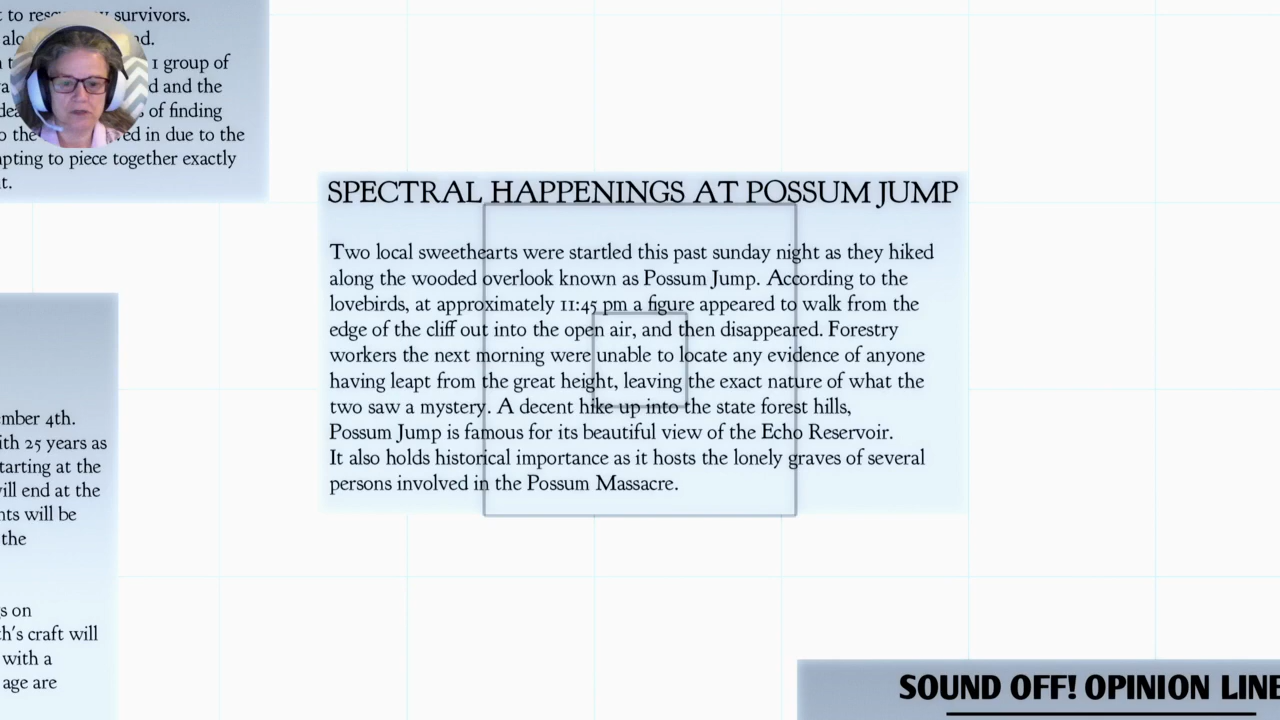 t to survivors.
nd.
1 group of
d and the
of finding
o the ed in due to the
pting to piece together exactly
t.
SPECTRAL HAPPENINGS AT POSSUM JUMP
Two local sweethearts were startled this past sunday night as they hiked
along the wooded overlook known as Possum Jump. According to the
lovebirds, at approximately 11:45 pm a figure appeared to walk from the
edge of the cliff out into the open air, and then disappeared. Forestry
workers the next morning were unable to locate any evidence of anyone
having leapt from the great height, leaving the exact nature of what the
two saw a mystery. A decent hike up into the state forest hills,
Possum Jump is famous for its beautiful view of the Echo Reservoir.
It also holds historical importance as it hosts the lonely graves of several
persons involved in the Possum Massacre.
mber 4th.
ith 25 years as
tarting at the
ill end at the
nts will be
the
s on
h's craft will
with a
age are
SOUND OFF! OPINION LINE